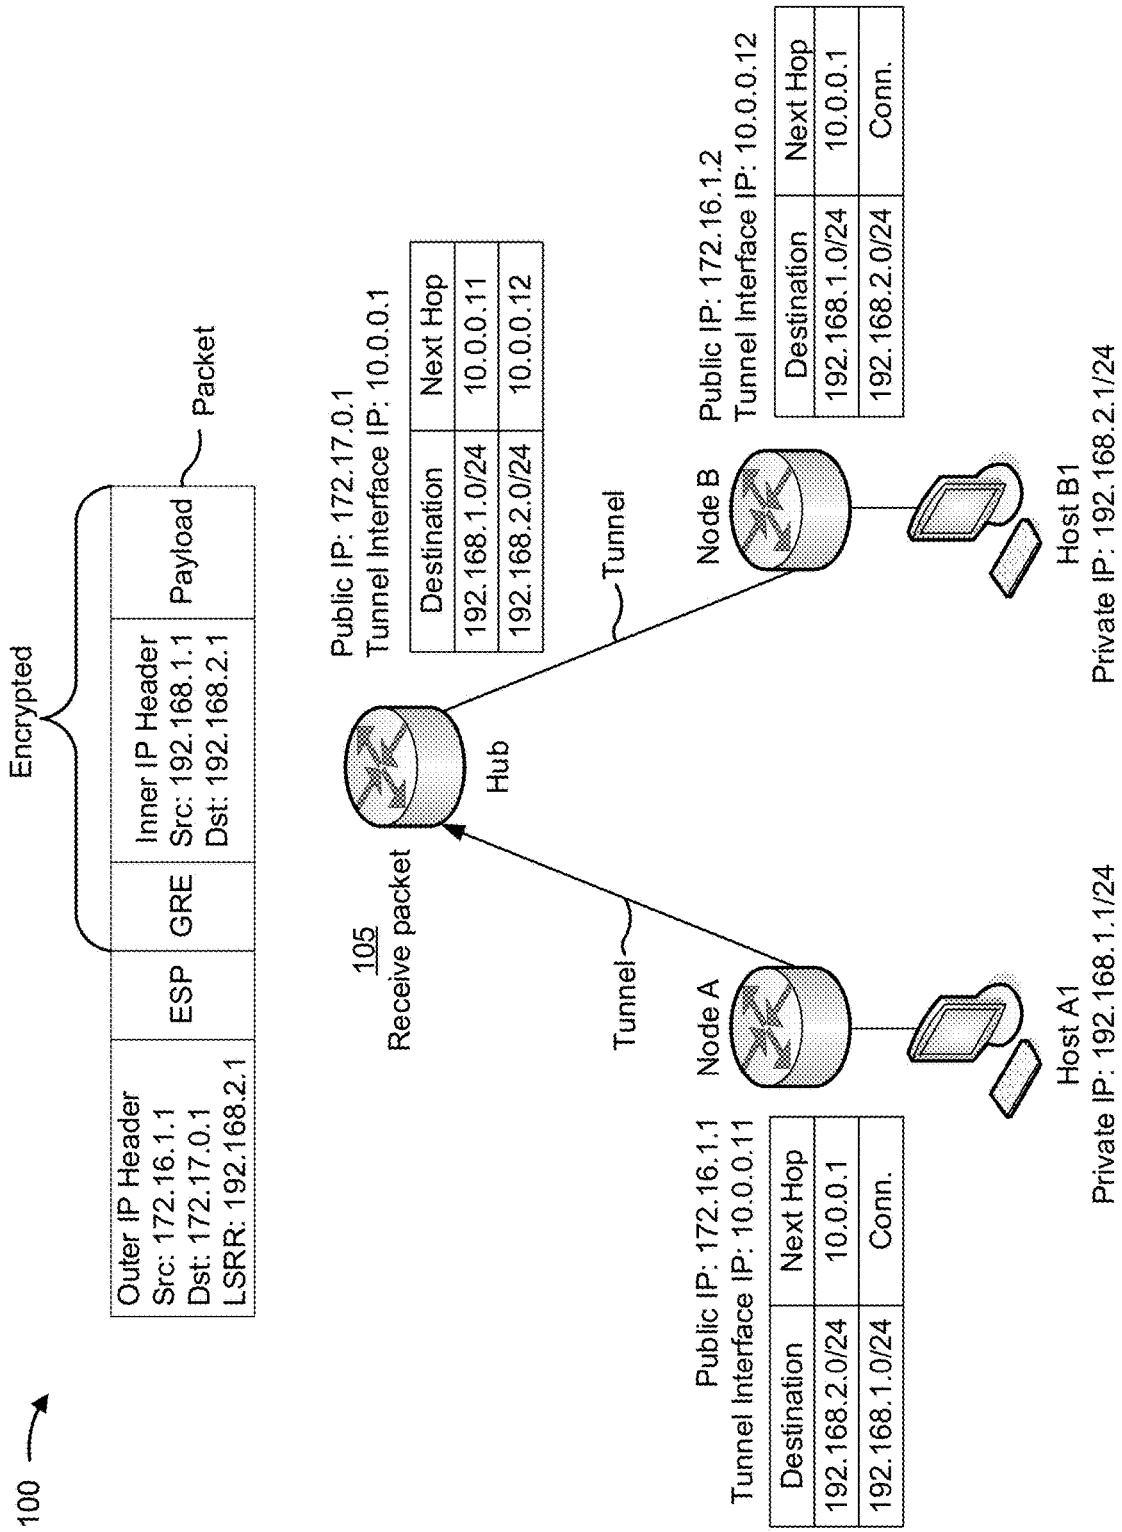 100
Encrypted
Outer IP Header
Src: 172.16.1.1
Dst: 172.17.0.1
LSRR: 192.168.2.1
ESP
GRE
Inner IP Header
Src: 192.168.1.1
Dst: 192.168.2.1
Payload
Packet
105
Receive packet
Hub
Public IP: 172.17.0.1
Tunnel Interface IP: 10.0.0.1
Destination Next Hop
192.168.1.0/24 10.0.0.11
192.168.2.0/24 10.0.0.12
Tunnel
Tunnel
Public IP: 172.16.1.1
Tunnel Interface IP: 10.0.0.11
Destination Next Hop
192.168.2.0/24 10.0.0.1
192.168.1.0/24 Conn.
Node A
Host A1
Private IP: 192.168.1.1/24
Node B
Public IP: 172.16.1.2
Tunnel Interface IP: 10.0.0.12
Destination Next Hop
192.168.1.0/24 10.0.0.1
192.168.2.0/24 Conn.
Host B1
Private IP: 192.168.2.1/24